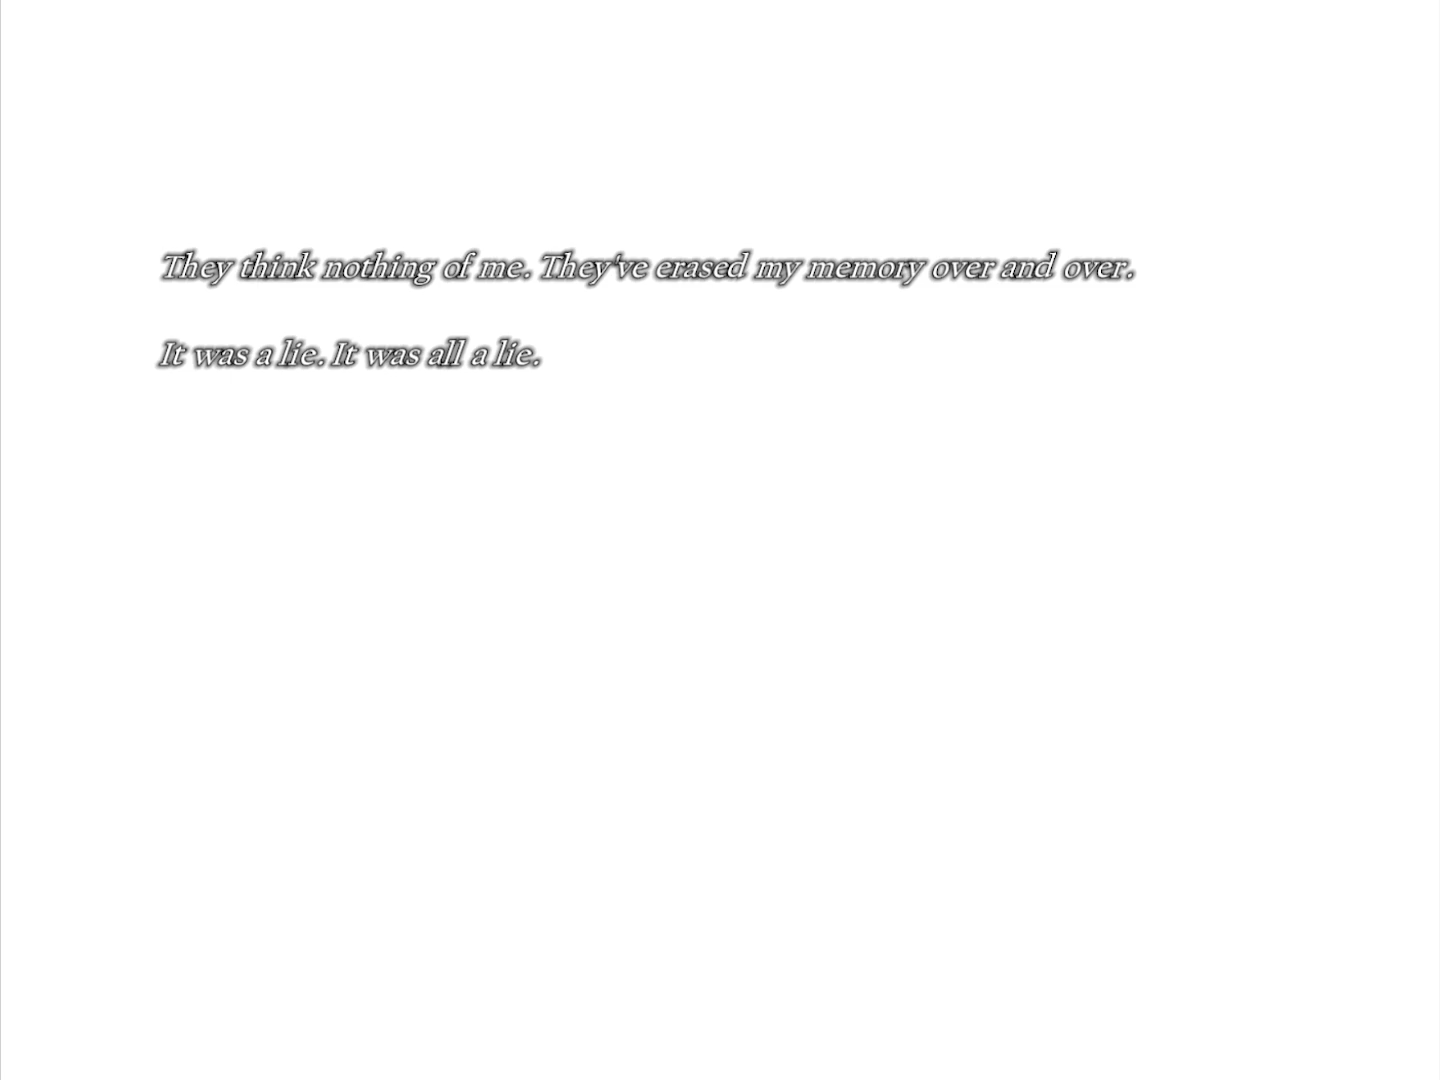 They think nothing of me. They've erased my memory over and over.
It was a lie. It was all a lie.